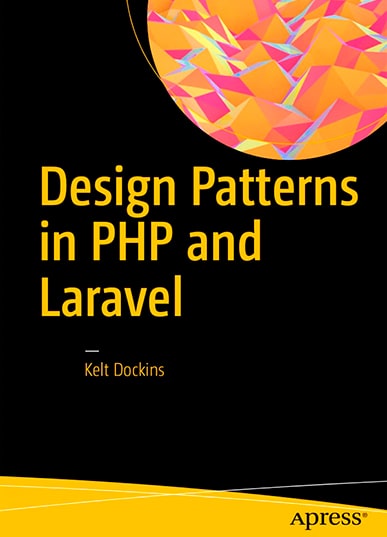 Design Patterns
in PHP and
Laravel
Kelt Dockins
Apress®